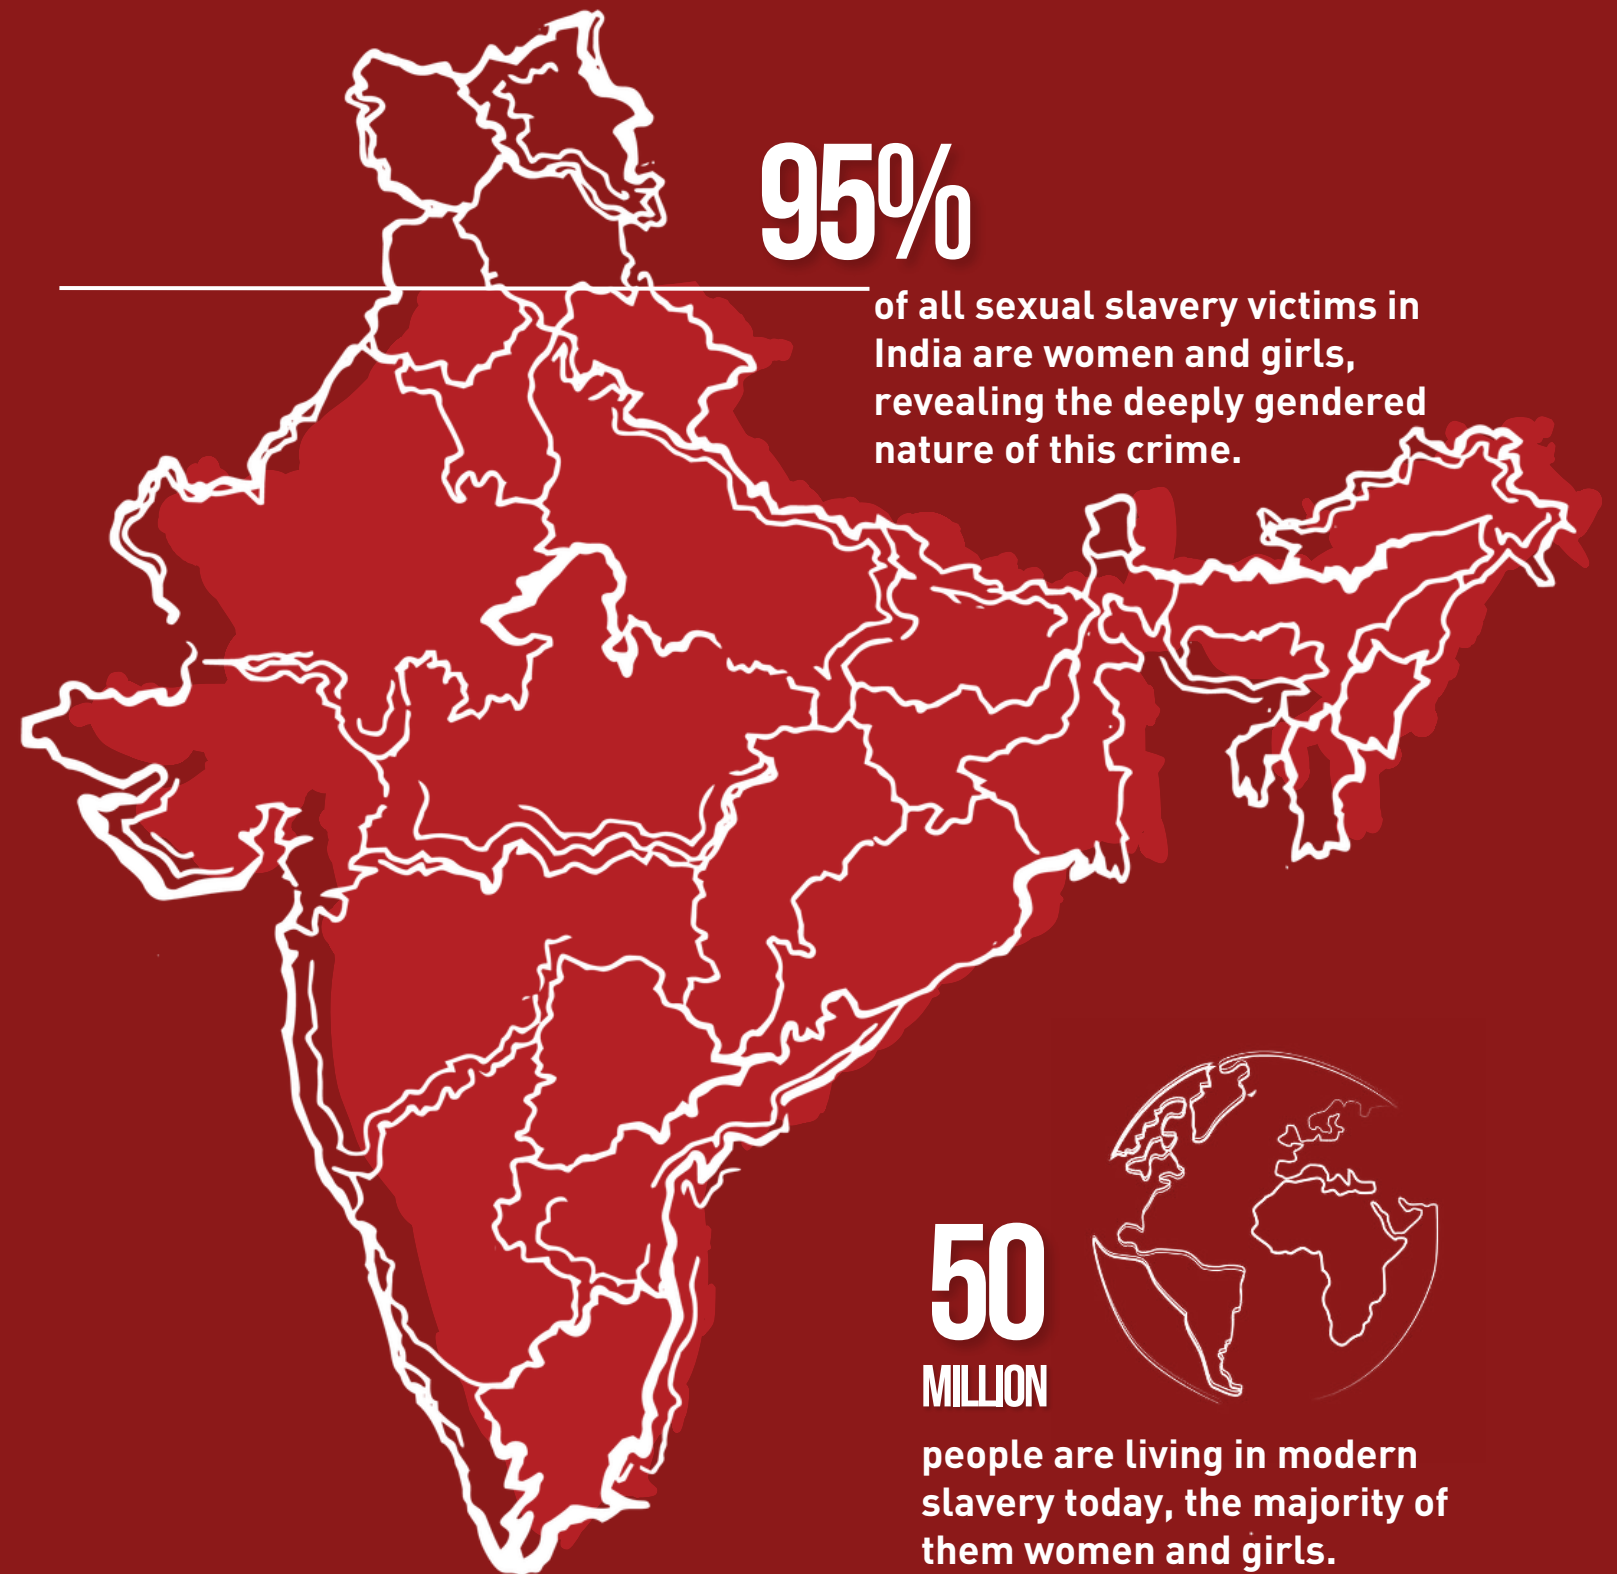 95%
of all sexual slavery victims in
India are women and girls,
revealing the deeply gendered
nature of this crime.
50
MILLION
people are living in modern
slavery today, the majority of
them women and girls.